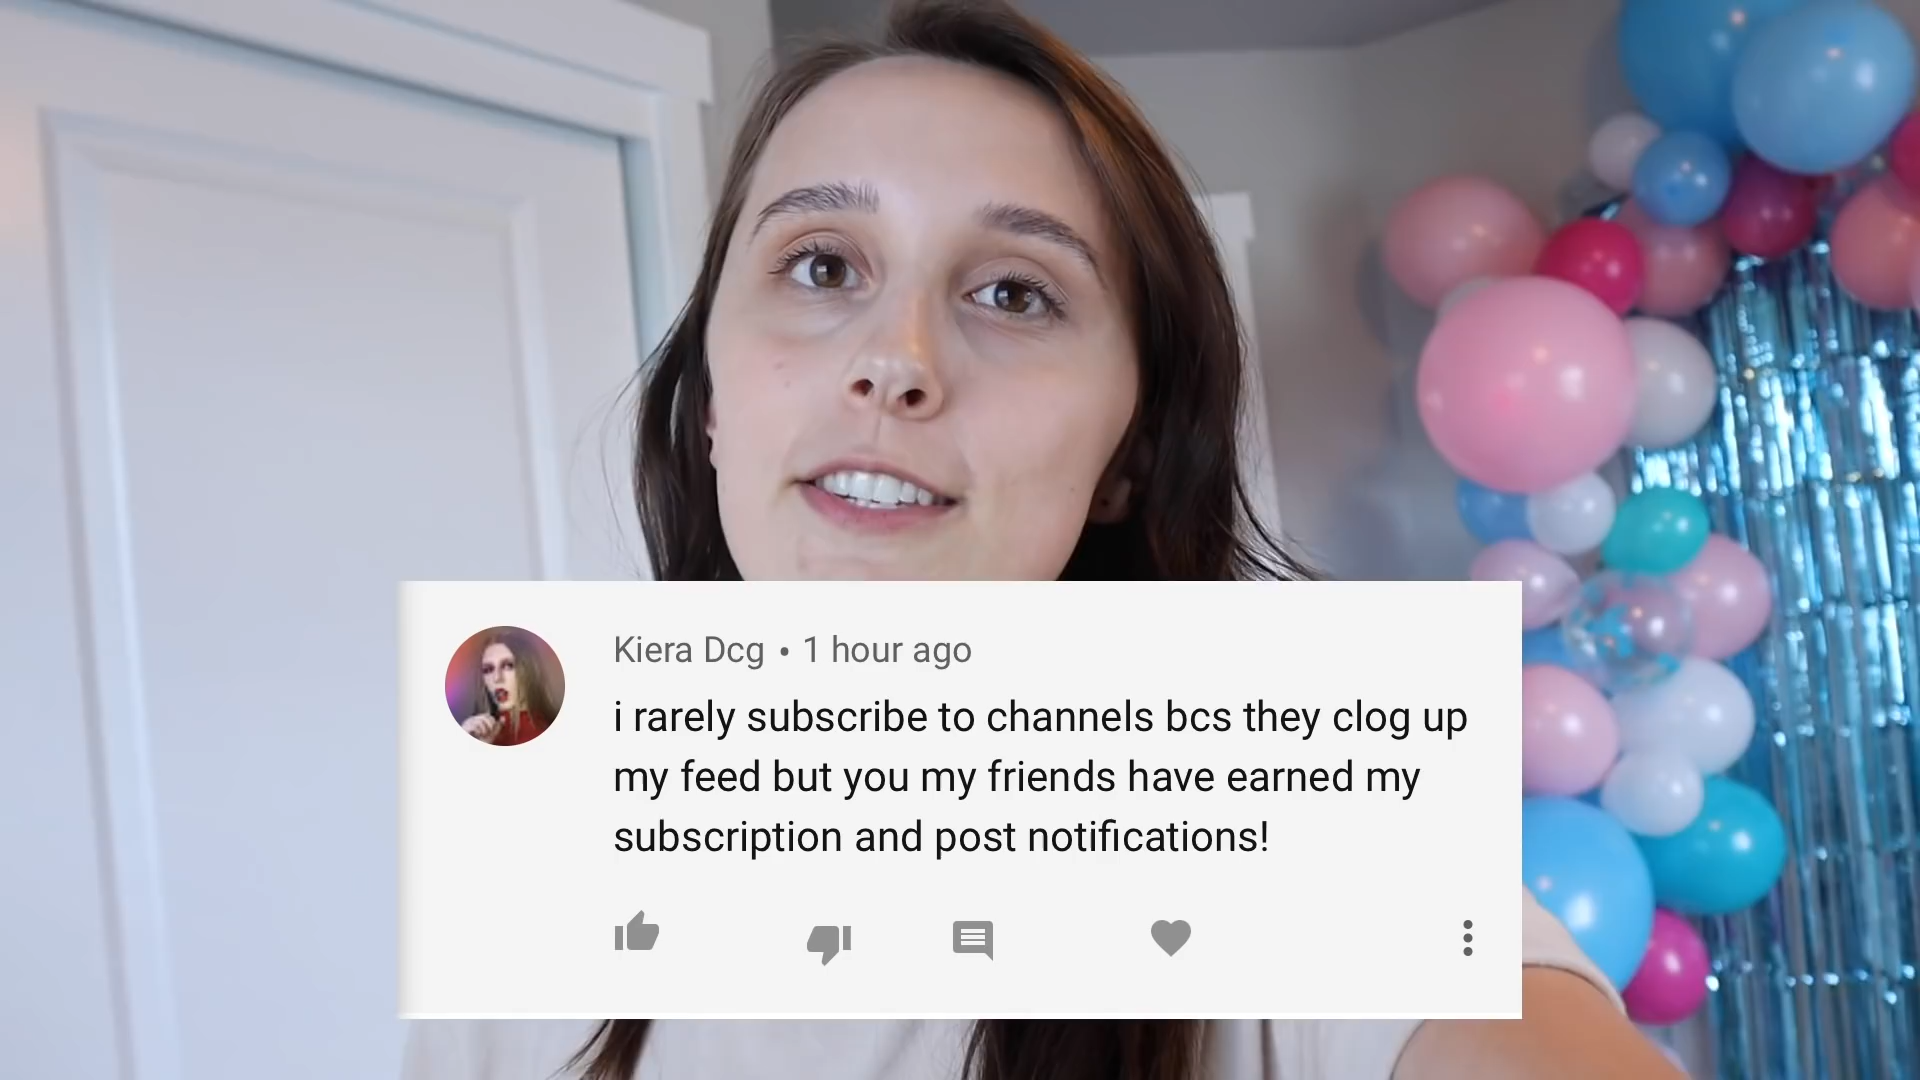 Kiera Dcg • 1 hour ago
i rarely subscribe to channels bcs they clog up
my feed but you my friends have earned my
subscription and post notifications!